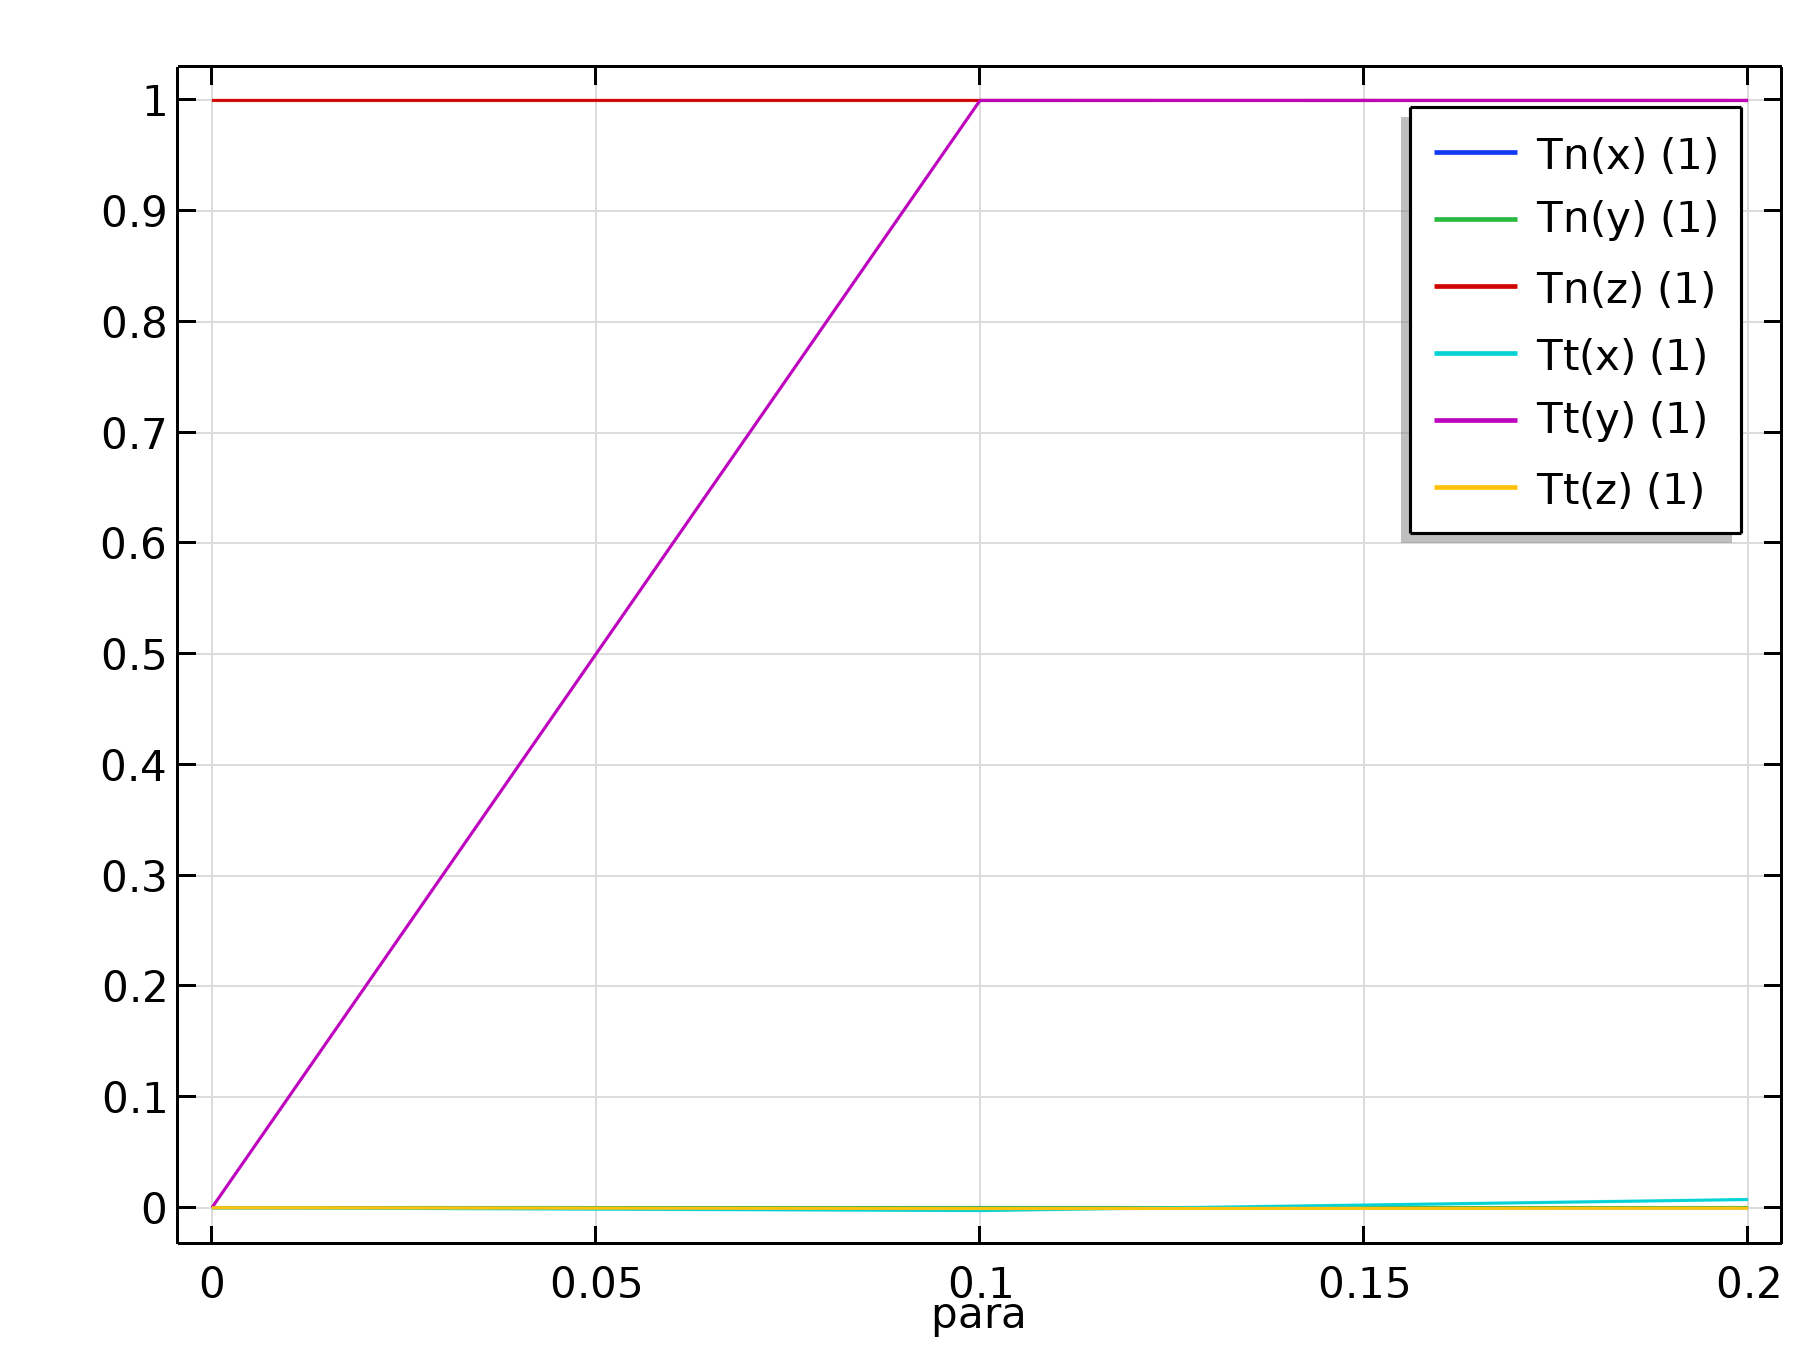 1
0.9
0.8
0.7
0.6
0.5
0.4
0.3
0.2
0.1
0
0 0.05 0.1 0.15 0.2
para
Tn(x) (1)
Tn(y) (1)
Tn(z) (1)
Tt(x) (1)
Tt(y) (1)
Tt(z) (1)